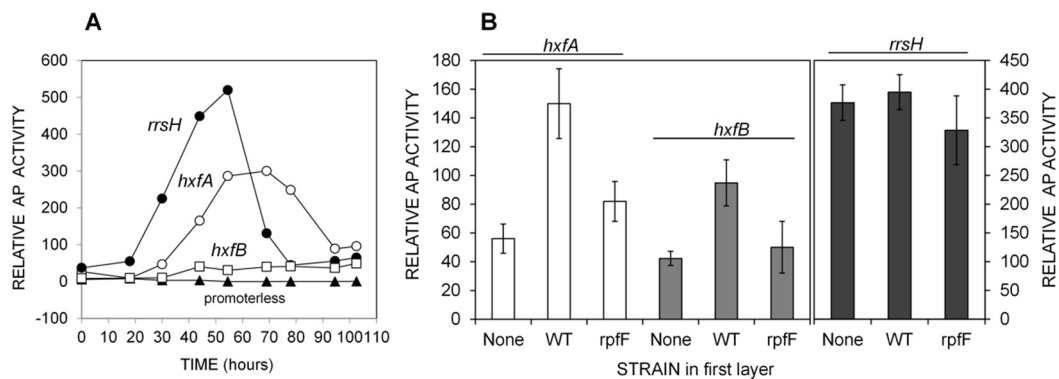 A
B
600
500
400
300
200
100
0
-100
RELATIVE AP ACTIVITY
rrsH
hxfA
hxfB
promoterless
0 10 20 30 40 50 60 70 80 90 100110
TIME (hours)
hxfA
hxfB
rrsH
180
160
140
120
100
80
60
40
20
0
RELATIVE AP ACTIVITY
450
400
350
300
250
200
150
100
50
0
RELATIVE AP ACTIVITY
None WT rpfF None WT rpfF None WT rpfF
STRAIN in first layer